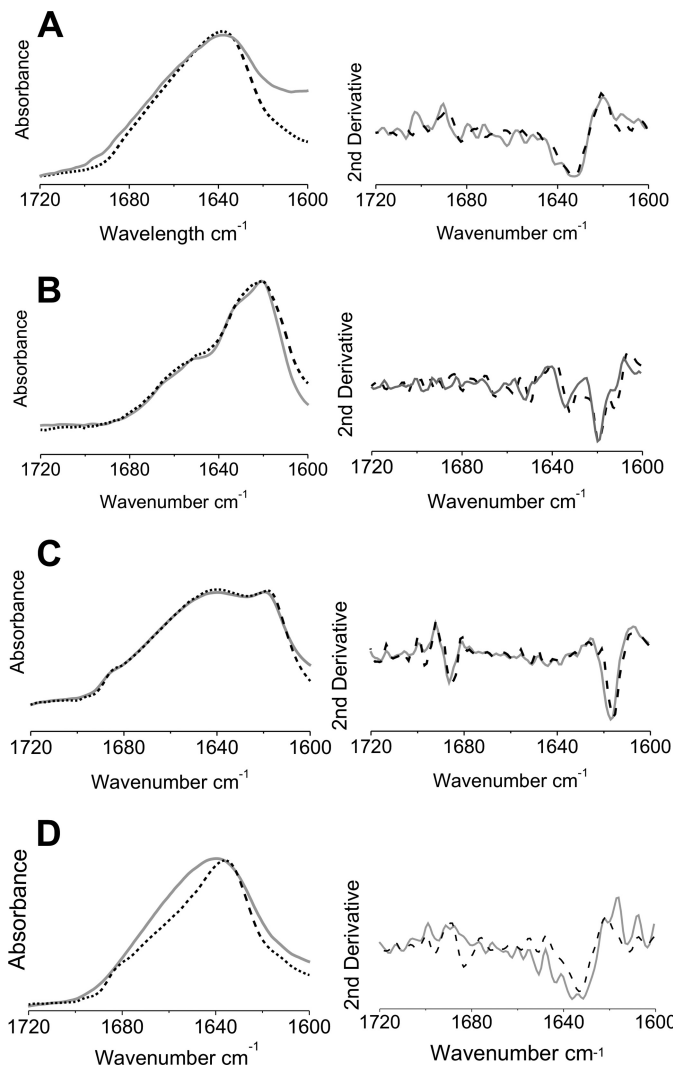 A
Absorbance
1720 1680 1640 1600
Wavelength cm-1
2nd Derivative
1720 1680 1640 1600
Wavenumber cm-1
B
Absorbance
1720 1680 1640 1600
Wavenumber cm-1
2nd Derivative
1720 1680 1640 1600
Wavenumber cm-1
C
Absorbance
1720 1680 1640 1600
Wavenumber cm-1
2nd Derivative
1720 1680 1640 1600
Wavenumber cm-1
D
Absorbance
1720 1680 1640 1600
Wavenumber cm-1
2nd Derivative
1720 1680 1640 1600
Wavenumber cm-1